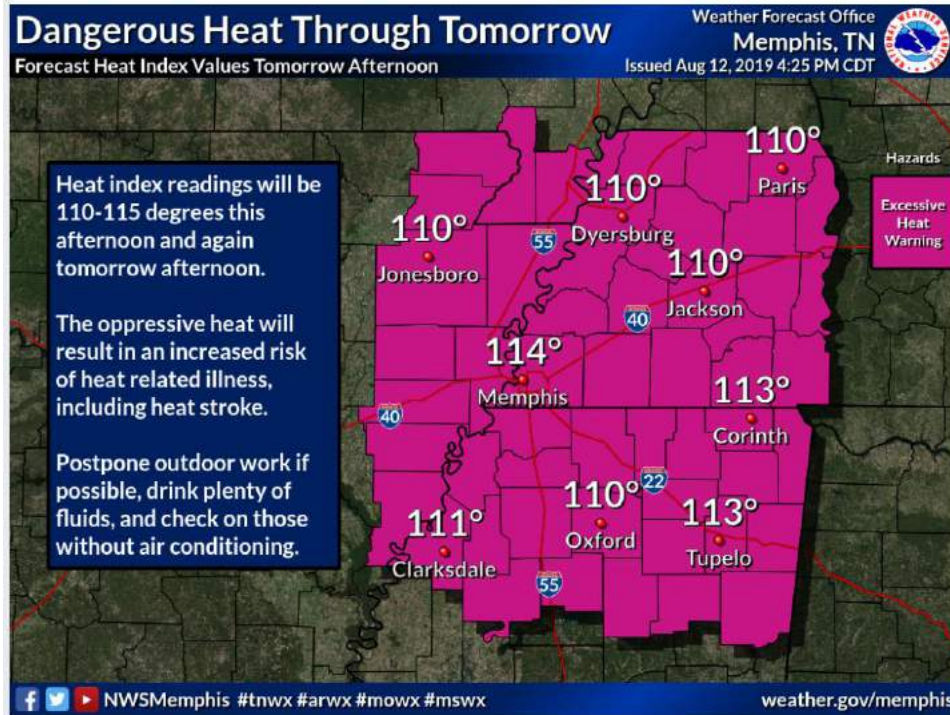 Dangerous Heat Through Tomorrow
Forecast Heat Index Values Tomorrow Afternoon
Weather Forecast Office
Memphis, TN
Issued Aug 12, 2019 4:25 PM CDT
NATIONAL WEATHER SERVICE
Heat index readings will be
110-115 degrees this
afternoon and again
tomorrow afternoon.
The oppressive heat will
result in an increased risk
of heat related illness,
including heat stroke.
Postpone outdoor work if
possible, drink plenty of
fluids, and check on those
without air conditioning.
110°
Paris
110°
Dyersburg
110°
Jonesboro
55
110°
Jackson
40
114°
Memphis
40
113°
Corinth
22
110°
Oxford
113°
Tupelo
111°
Clarksdale
55
Hazards
Excessive
Heat
Warning
NWSMemphis #tnwx #arwx #mowx #mswx
weather.gov/memphis